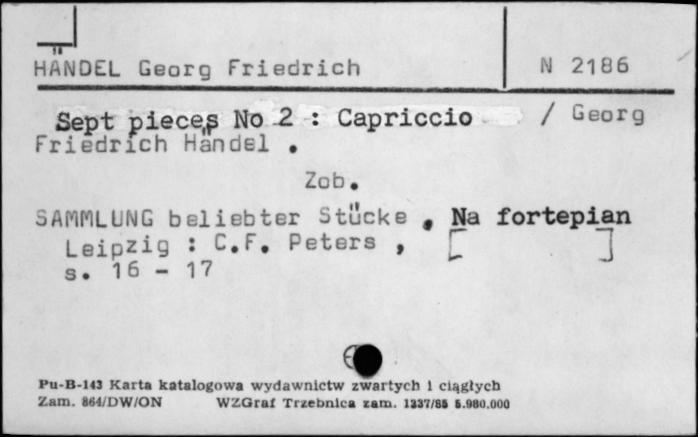 HÄNDEL Georg Friedrich N 2186
Sept pieces No 2 : Capriccio / Georg
Friedrich Händel .
Zob.
SAMMLUNG beliebter Stücke . Na fortepian
Leipzig : C.F. Peters , [ ]
s. 16 - 17
Pu-B-143 Karta katalogowa wydawnictw zwartych i ciągłych
Zam. 864/DW/ON WZGraf Trzebnica zam. 1237/85 5.980.000